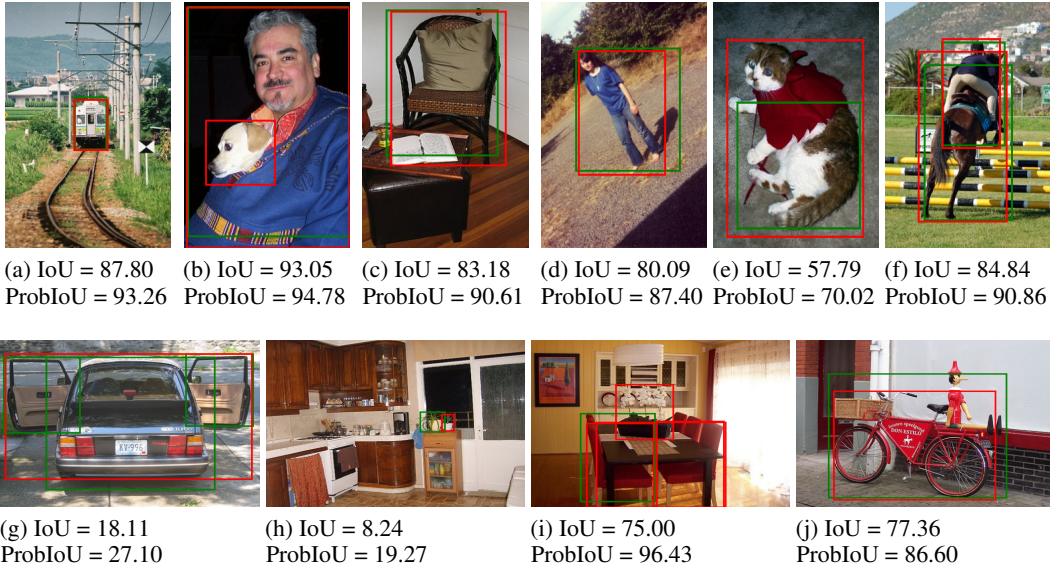 (a) IoU = 87.80
ProbIoU = 93.26
(b) IoU = 93.05
ProbIoU = 94.78
(c) IoU = 83.18
ProbIoU = 90.61
(d) IoU = 80.09
ProbIoU = 87.40
(e) IoU = 57.79
ProbIoU = 70.02
(f) IoU = 84.84
ProbIoU = 90.86
(g) IoU = 18.11
ProbIoU = 27.10
(h) IoU = 8.24
ProbIoU = 19.27
(i) IoU = 75.00
ProbIoU = 96.43
DON ESTILO
(j) IoU = 77.36
ProbIoU = 86.60